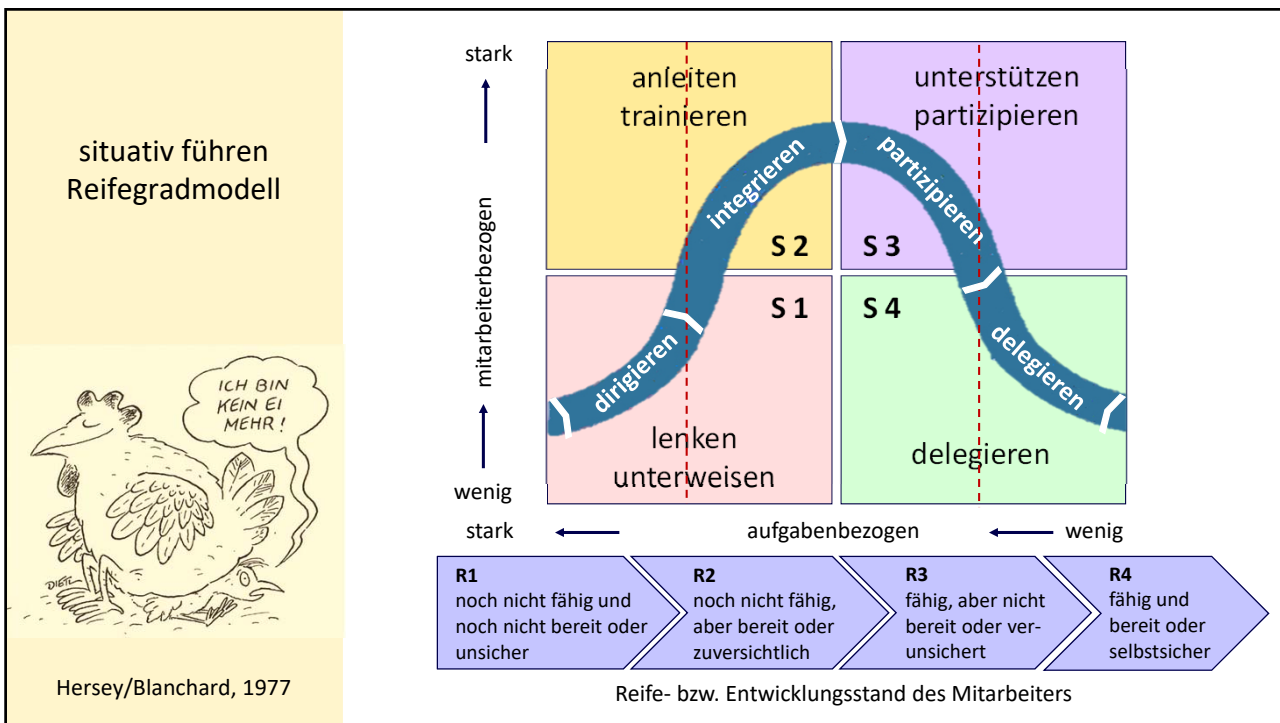 situativ führen
Reifegradmodell
ICH BIN
KEIN EI
MEHR!
DIETL
Hersey/Blanchard, 1977
stark
mitarbeiterbezogen
wenig
anleiten
trainieren
unterstützen
partizipieren
integrieren
partizipieren
S 2
S 3
S 1
S 4
dirigieren
delegieren
lenken
unterweisen
delegieren
stark
aufgabenbezogen
wenig
R1
noch nicht fähig und
noch nicht bereit oder
unsicher
R2
noch nicht fähig,
aber bereit oder
zuversichtlich
R3
fähig, aber nicht
bereit oder ver-
unsichert
R4
fähig und
bereit oder
selbstsicher
Reife- bzw. Entwicklungsstand des Mitarbeiters